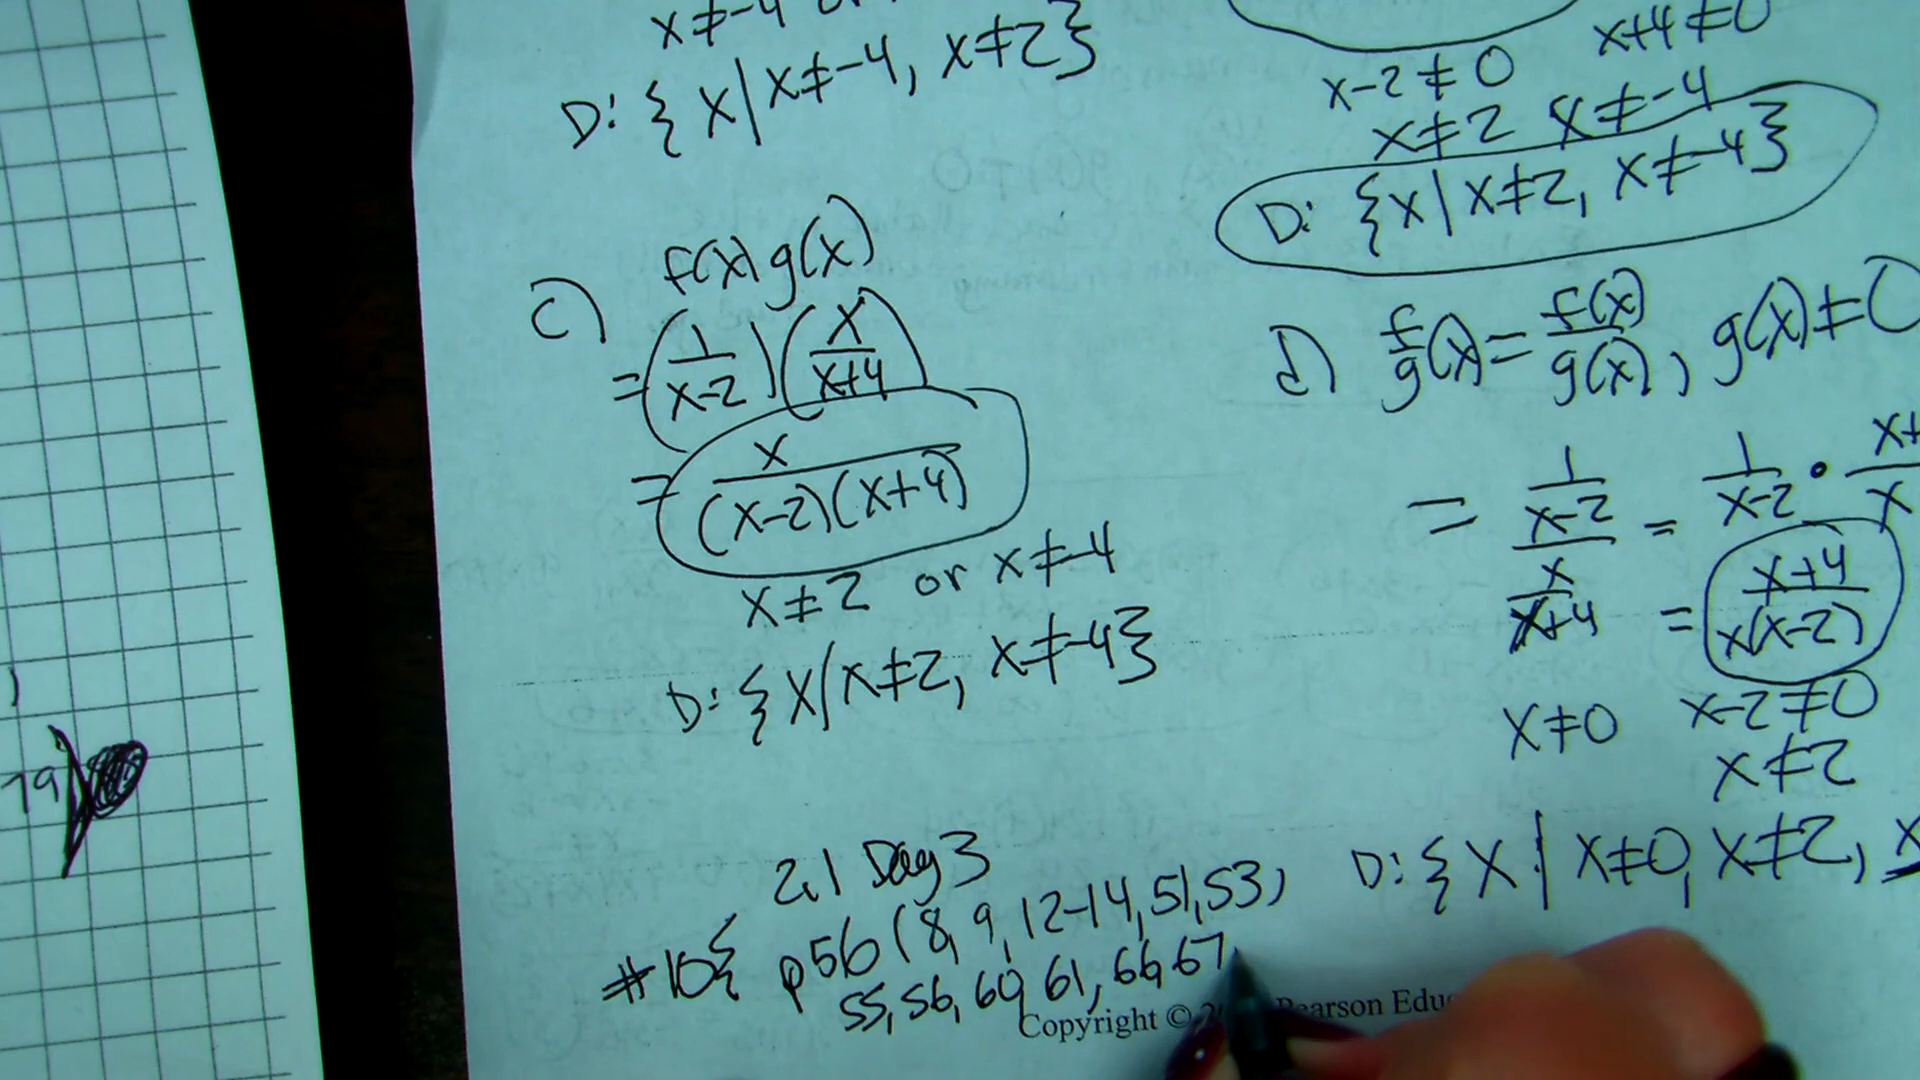 x≠-4 or
D: {x|x≠-4, x≠2}
x-2≠0 x+4≠0
x≠2 x≠-4
D: {x|x≠2, x≠-4}
c) f(x)g(x)
=(1/(x-2))(x/(x+4))
= x/((x-2)(x+4))
x≠2 or x≠-4
D: {x|x≠2, x≠-4}
d) f/g(x) = f(x)/g(x), g(x)≠0
= (1/(x-2))/(x/(x+4)) = 1/(x-2) • x+/x
= (x+4)/(x(x-2))
x≠0 x-2≠0
x≠2
D: {x|x≠0, x≠2, x
2.1 Day 3
#10{ p56 (8, 9, 12-14, 51, 53,
55, 56, 60, 61, 66, 67
Copyright © Pearson Edu
19